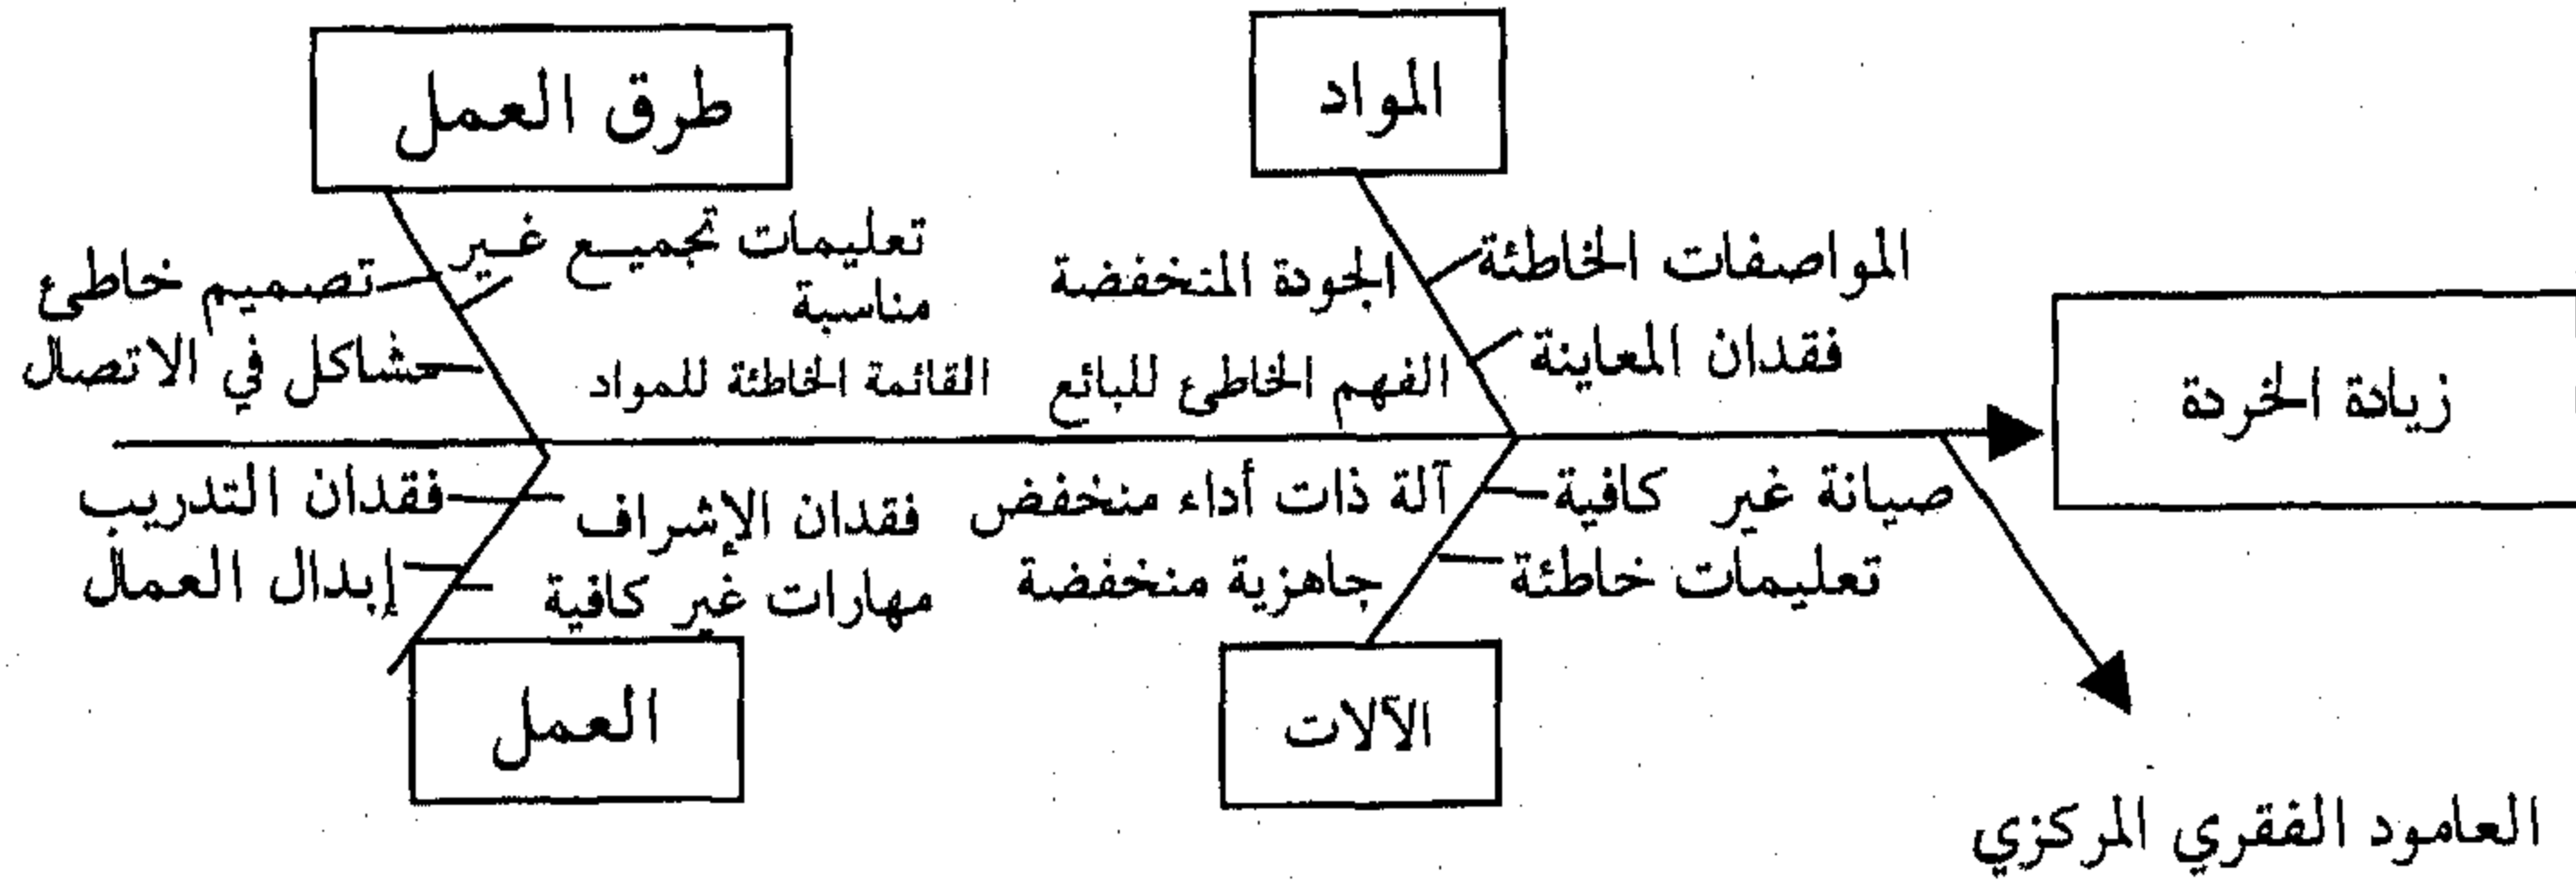 المواد
طرق العمل
المواصفات الخاطئة
الجودة المنخفضة
فقدان المعاينة
الفهم الخاطئ للبائع
تعليمات تجميع غير
مناسبة
القائمة الخاطئة للمواد
تصميم خاطئ
مشاكل في الاتصال
زيادة الخردة
صيانة غير كافية
آلة ذات أداء منخفض
تعليمات خاطئة
جاهزية منخفضة
فقدان الإشراف
فقدان التدريب
مهارات غير كافية
إبدال العمال
الآلات
العمل
العامود الفقري المركزي